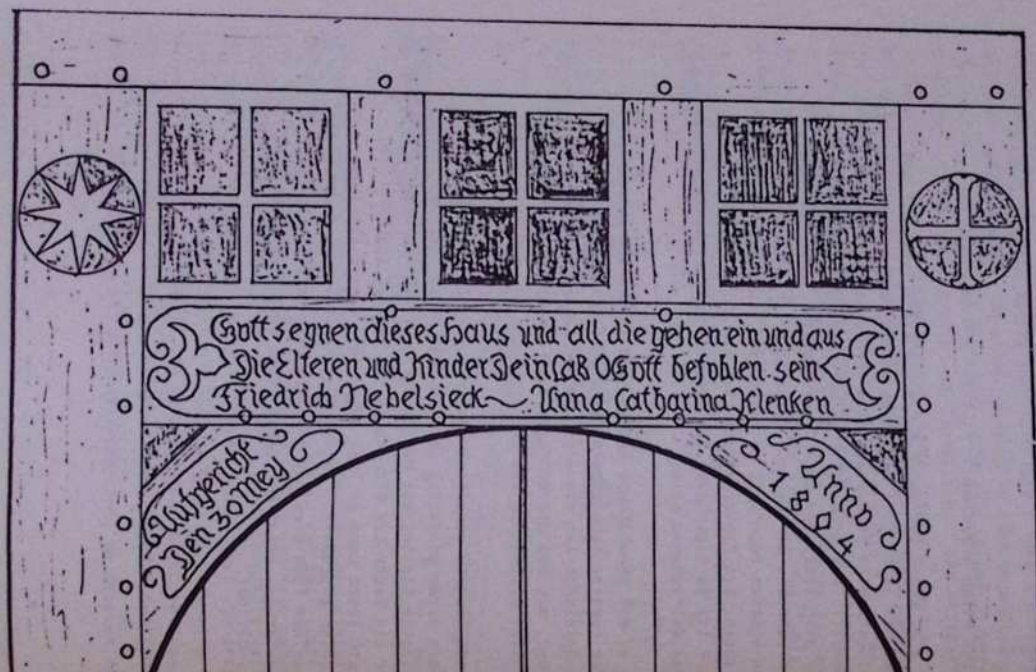 Gott segnen dieses Haus und all die gehen ein und aus
Die Elteren und Kinder Dein Laß O Gott befohlen sein
Friedrich Nebelsieck ~ Anna Catharina Klenken
Aufgericht
Den 30 Mey
Anno
1804